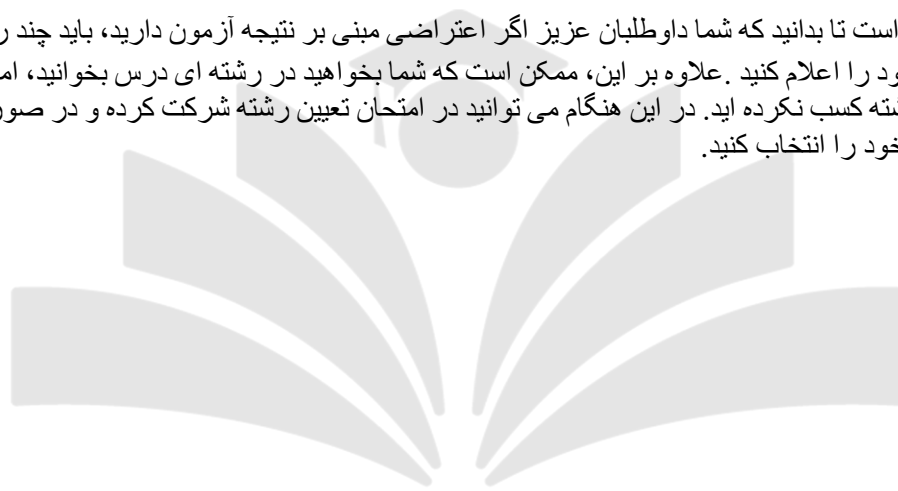 است تا بدانید که شما داوطلبان عزیز اگر اعتراضی مبنی بر نتیجه آزمون دارید، باید چند
ود را اعلام کنید .علاوه بر این، ممکن است که شما بخواهید در رشته ای درس بخوانید،
شته کسب نکرده اید. در این هنگام می توانید در امتحان تعیین رشته شرکت کرده و در
خود را انتخاب کنید.